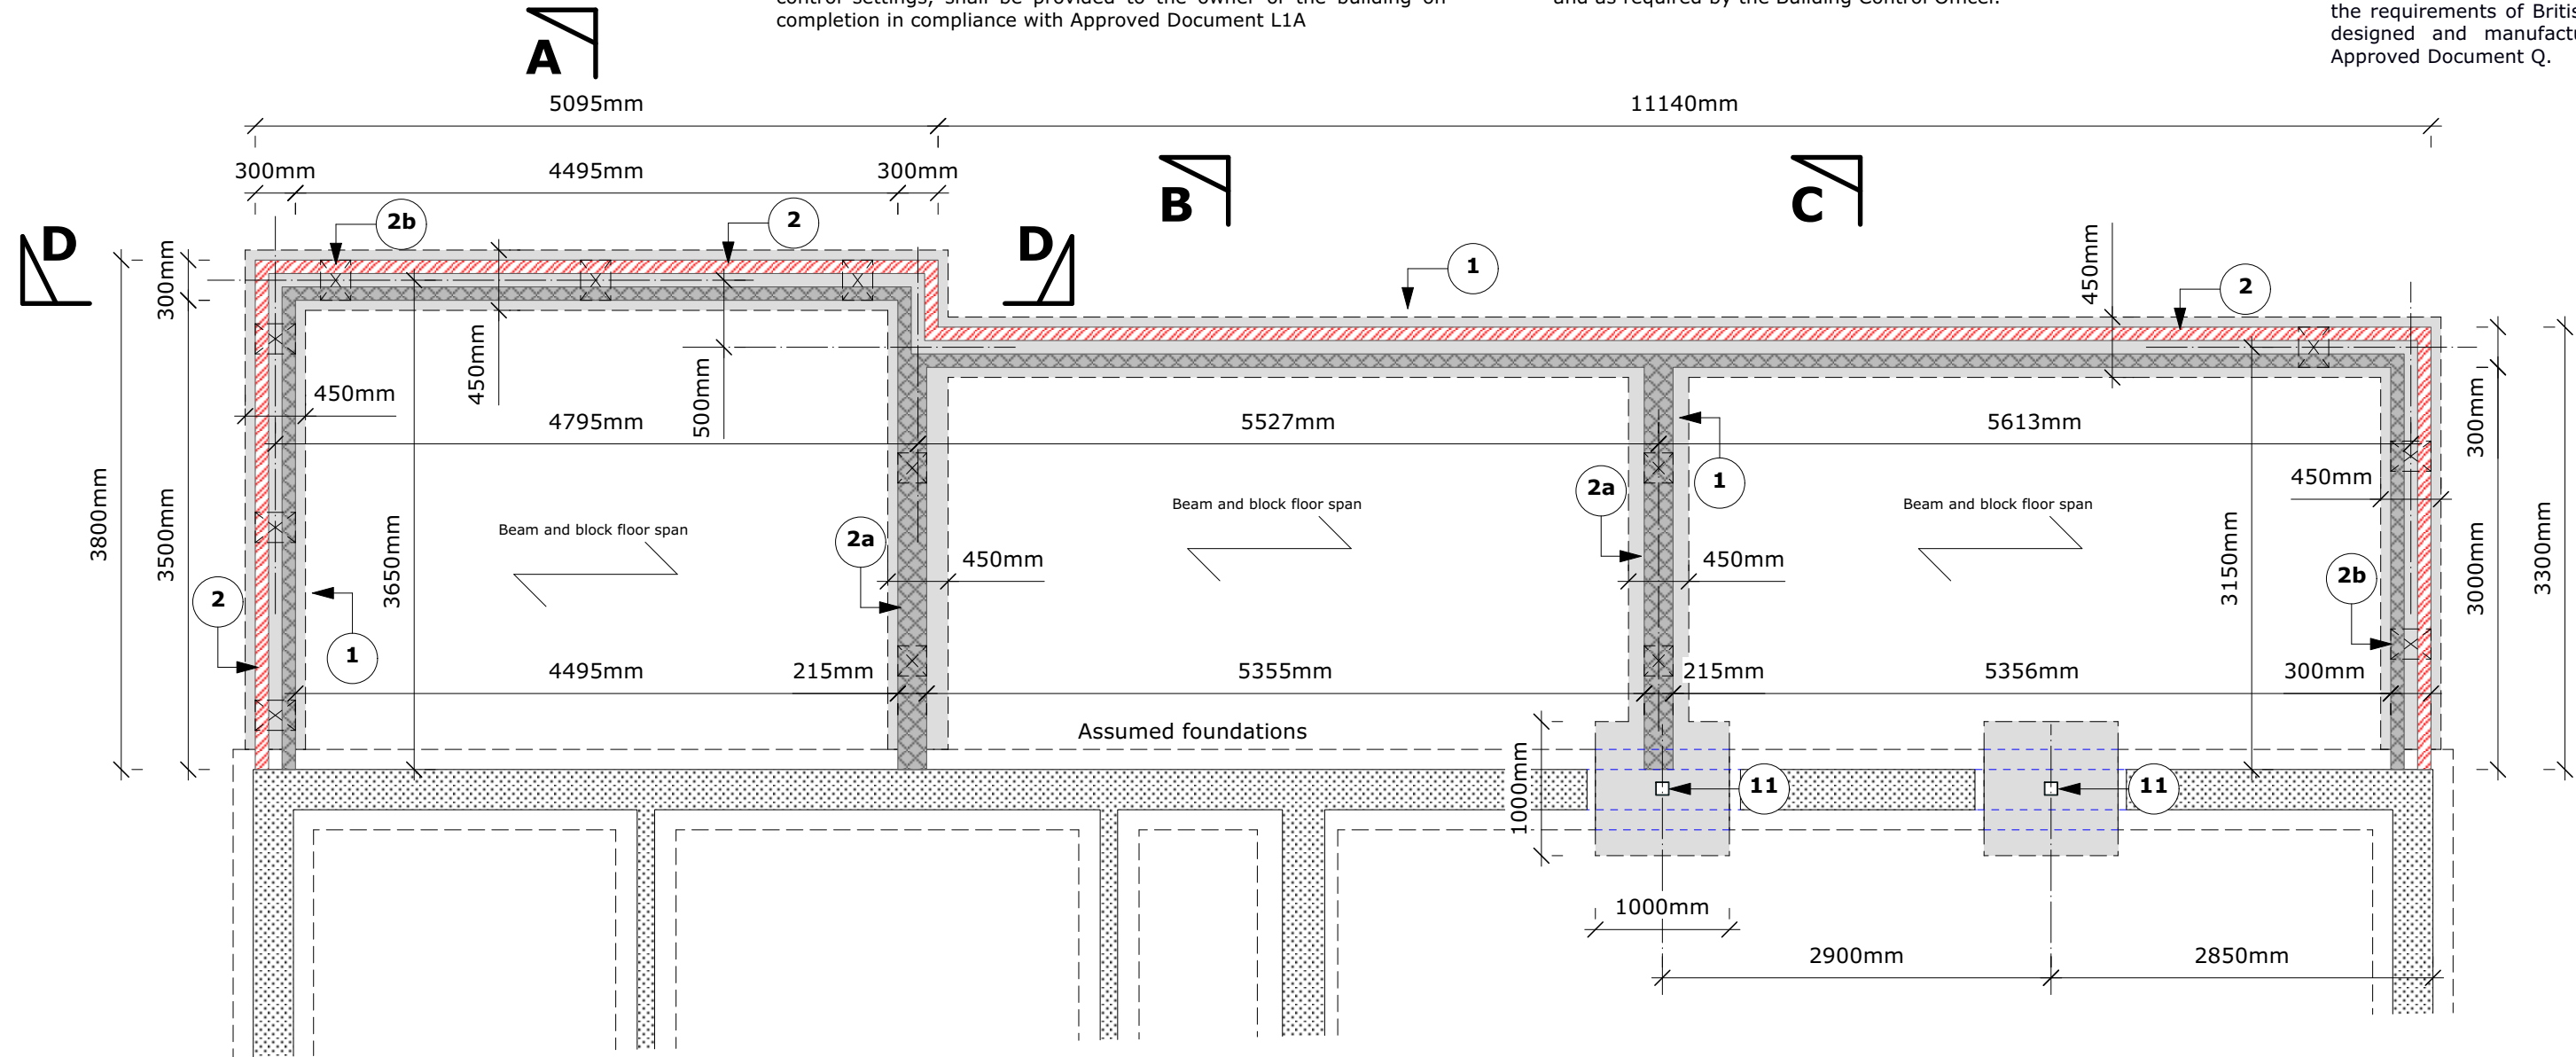 completion in compliance with Approved Document L1A
the requirements of Britis
designed and manufactu
Approved Document Q.
A
5095mm
11140mm
300mm
4495mm
300mm
B
C
D
2b
2
D
1
2
300mm
450mm
3800mm
3500mm
450mm
450mm
500mm
4795mm
5527mm
5613mm
300mm
450mm
3650mm
Beam and block floor span
Beam and block floor span
Beam and block floor span
2a
2a
1
450mm
450mm
3150mm
3000mm
3300mm
2
1
2b
4495mm
215mm
5355mm
215mm
5356mm
300mm
Assumed foundations
1000mm
11
11
1000mm
2900mm
2850mm